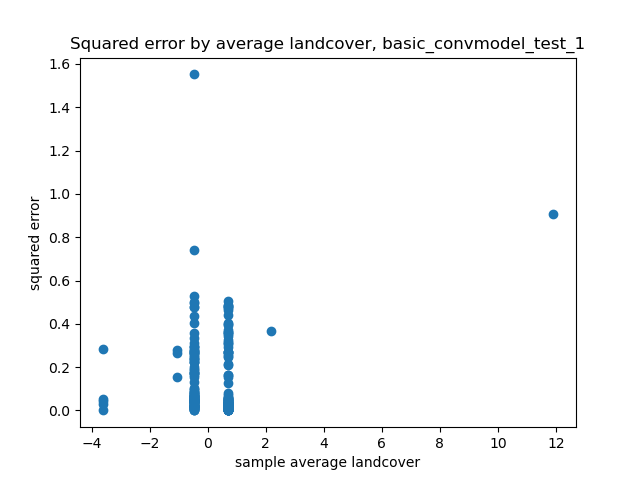 Squared error by average landcover, basic_convmodel_test_1
1.6
1.4
1.2
1.0
0.8
0.6
0.4
0.2
0.0
squared error
−4 −2 0 2 4 6 8 10 12
sample average landcover